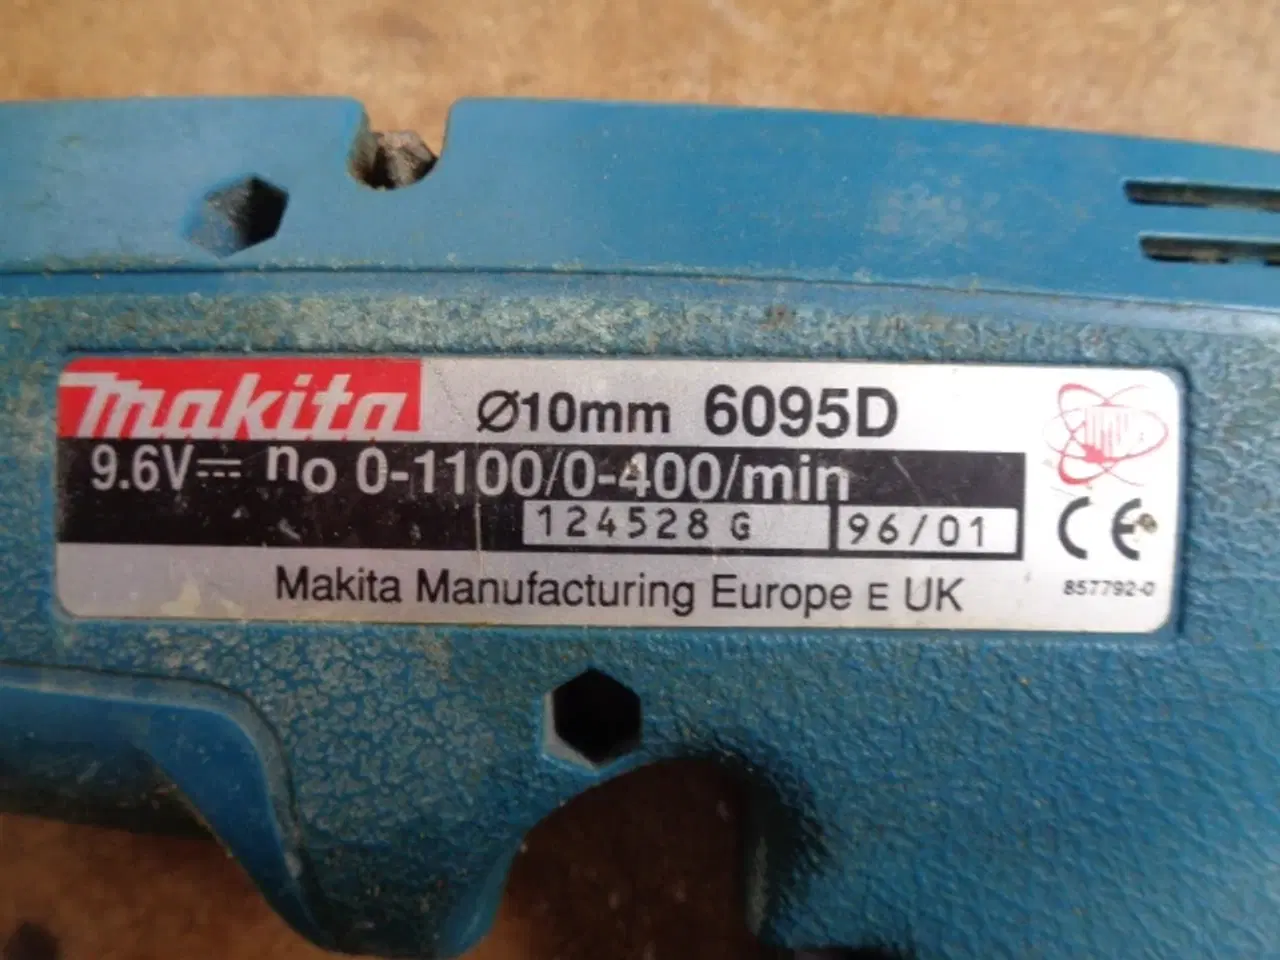 makita Ø10mm 6095D
9.6V⎓ no 0-1100/0-400/min
124528 G 96/01
Makita Manufacturing Europe E UK
CE
857792-0